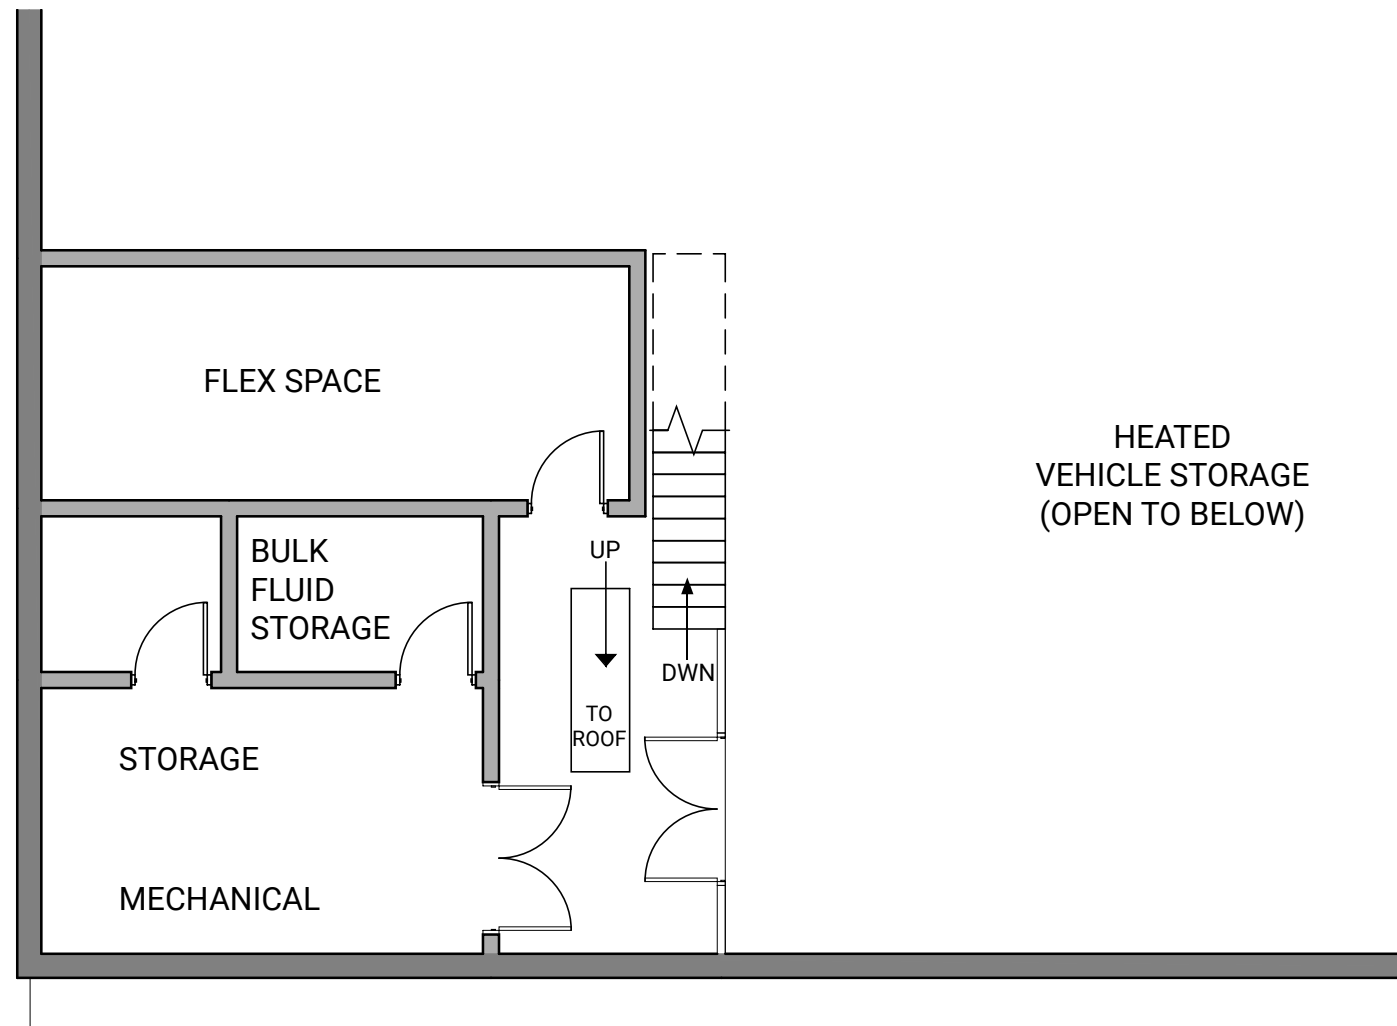 FLEX SPACE
HEATED
VEHICLE STORAGE
(OPEN TO BELOW)
BULK
FLUID
STORAGE
UP
DWN
TO
ROOF
STORAGE
MECHANICAL